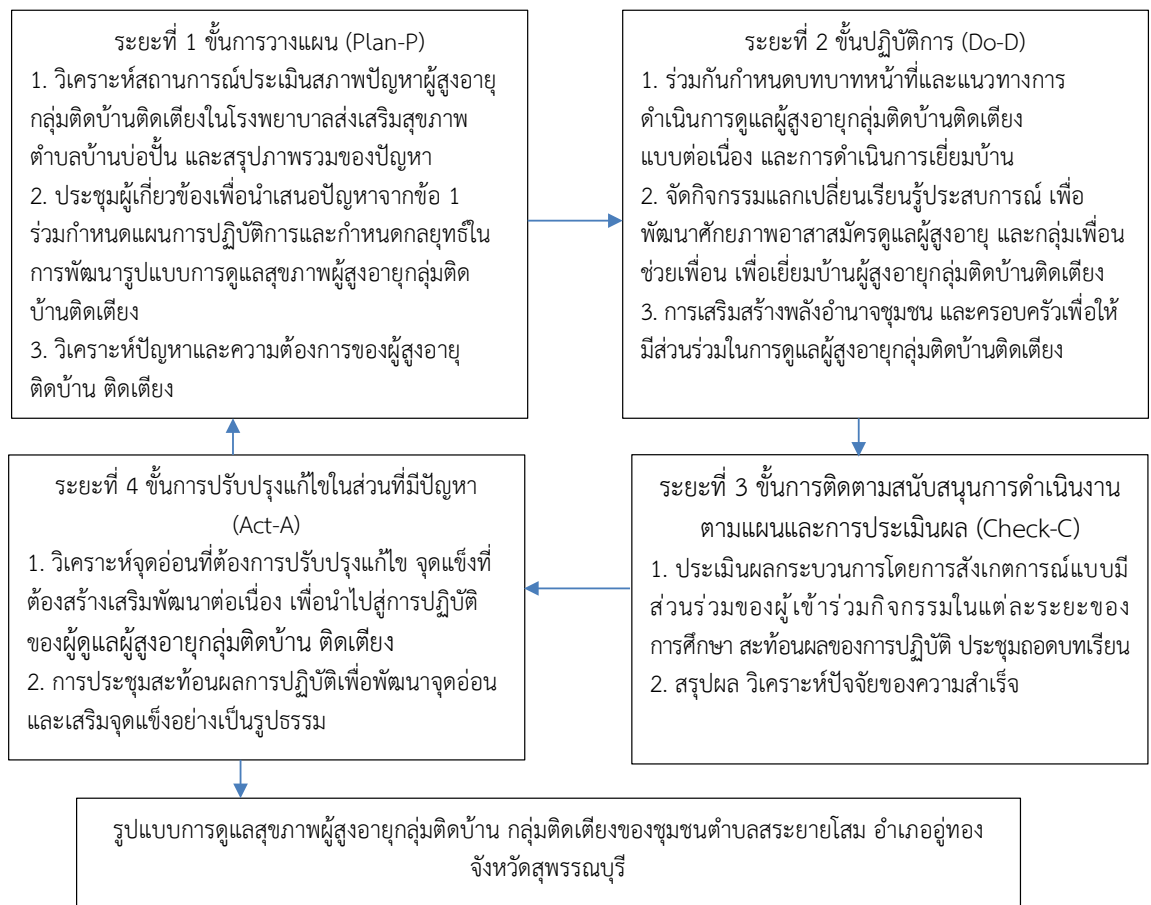 ระยะที่ 1 ขั้นการวางแผน (Plan-P)
1. วิเคราะห์สถานการณ์ประเมินสภาพปัญหาผู้สูงอายุ
กลุ่มติดบ้านติดเตียงในโรงพยาบาลส่งเสริมสุขภาพ
ตำบลบ้านบ่อปั้น และสรุปภาพรวมของปัญหา
2. ประชุมผู้เกี่ยวข้องเพื่อนำเสนอปัญหาจากข้อ 1
ร่วมกำหนดแผนการปฏิบัติการและกำหนดกลยุทธ์ใน
การพัฒนารูปแบบการดูแลสุขภาพผู้สูงอายุกลุ่มติด
บ้านติดเตียง
3. วิเคราะห์ปัญหาและความต้องการของผู้สูงอายุ
ติดบ้าน ติดเตียง
ระยะที่ 2 ขั้นปฏิบัติการ (Do-D)
1. ร่วมกันกำหนดบทบาทหน้าที่และแนวทางการ
ดำเนินการดูแลผู้สูงอายุกลุ่มติดบ้านติดเตียง
แบบต่อเนื่อง และการดำเนินการเยี่ยมบ้าน
2. จัดกิจกรรมแลกเปลี่ยนเรียนรู้ประสบการณ์ เพื่อ
พัฒนาศักยภาพอาสาสมัครดูแลผู้สูงอายุ และกลุ่มเพื่อน
ช่วยเพื่อน เพื่อเยี่ยมบ้านผู้สูงอายุกลุ่มติดบ้านติดเตียง
3. การเสริมสร้างพลังอำนาจชุมชน และครอบครัวเพื่อให้
มีส่วนร่วมในการดูแลผู้สูงอายุกลุ่มติดบ้านติดเตียง
ระยะที่ 3 ขั้นการติดตามสนับสนุนการดำเนินงาน
ตามแผนและการประเมินผล (Check-C)
1. ประเมินผลกระบวนการโดยการสังเกตการณ์แบบมี
ส่วนร่วมของผู้เข้าร่วมกิจกรรมในแต่ละระยะของ
การศึกษา สะท้อนผลของการปฏิบัติ ประชุมถอดบทเรียน
2. สรุปผล วิเคราะห์ปัจจัยของความสำเร็จ
ระยะที่ 4 ขั้นการปรับปรุงแก้ไขในส่วนที่มีปัญหา
(Act-A)
1. วิเคราะห์จุดอ่อนที่ต้องการปรับปรุงแก้ไข จุดแข็งที่
ต้องสร้างเสริมพัฒนาต่อเนื่อง เพื่อนำไปสู่การปฏิบัติ
ของผู้ดูแลผู้สูงอายุกลุ่มติดบ้าน ติดเตียง
2. การประชุมสะท้อนผลการปฏิบัติเพื่อพัฒนาจุดอ่อน
และเสริมจุดแข็งอย่างเป็นรูปธรรม
รูปแบบการดูแลสุขภาพผู้สูงอายุกลุ่มติดบ้าน กลุ่มติดเตียงของชุมชนตำบลสระยายโสม อำเภออู่ทอง
จังหวัดสุพรรณบุรี